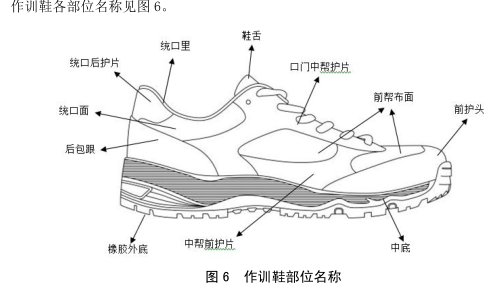 作训鞋各部位名称见图 6。
鞋舌
统口里
统口后护片
口门中帮护片
前帮布面
前护头
统口面
后包跟
橡胶外底
中帮前护片
中底
图 6 作训鞋部位名称